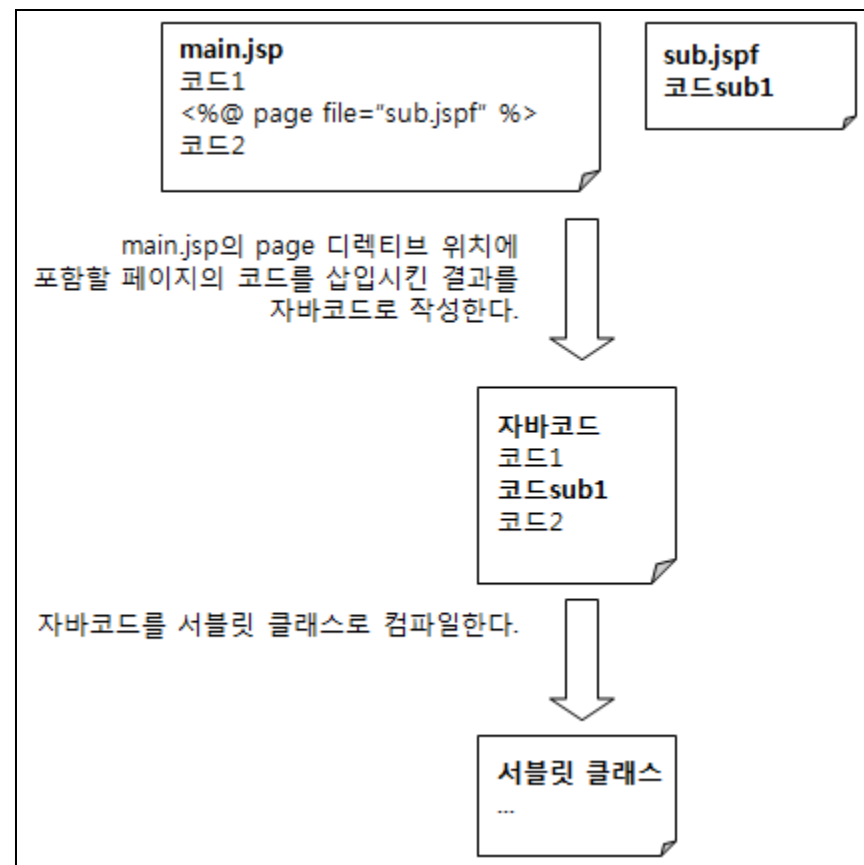 main.jsp
코드1
<%@ page file="sub.jspf" %>
코드2
sub.jspf
코드sub1
main.jsp의 page 디렉티브 위치에
포함할 페이지의 코드를 삽입시킨 결과를
자바코드로 작성한다.
자바코드
코드1
코드sub1
코드2
자바코드를 서블릿 클래스로 컴파일한다.
서블릿 클래스
...